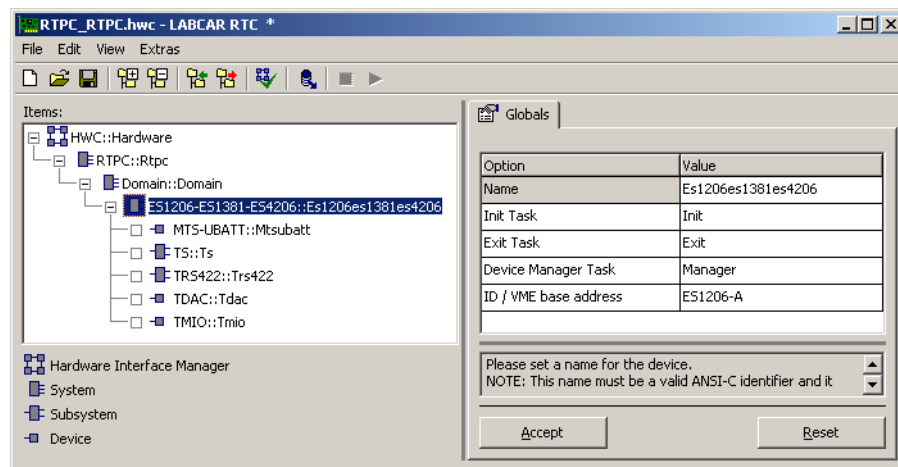 RTPC_RTPC.hwc - LABCAR RTC *
File Edit View Extras
Items:
HWC::Hardware
RTPC::Rtpc
Domain::Domain
ES1206-ES1381-ES4206::Es1206es1381es4206
MTS-UBATT::Mtsubatt
TS::Ts
TRS422::Trs422
TDAC::Tdac
TMIO::Tmio
Hardware Interface Manager
System
Subsystem
Device
Globals
Option Value
Name Es1206es1381es4206
Init Task Init
Exit Task Exit
Device Manager Task Manager
ID / VME base address ES1206-A
Please set a name for the device.
NOTE: This name must be a valid ANSI-C identifier and it
Accept Reset